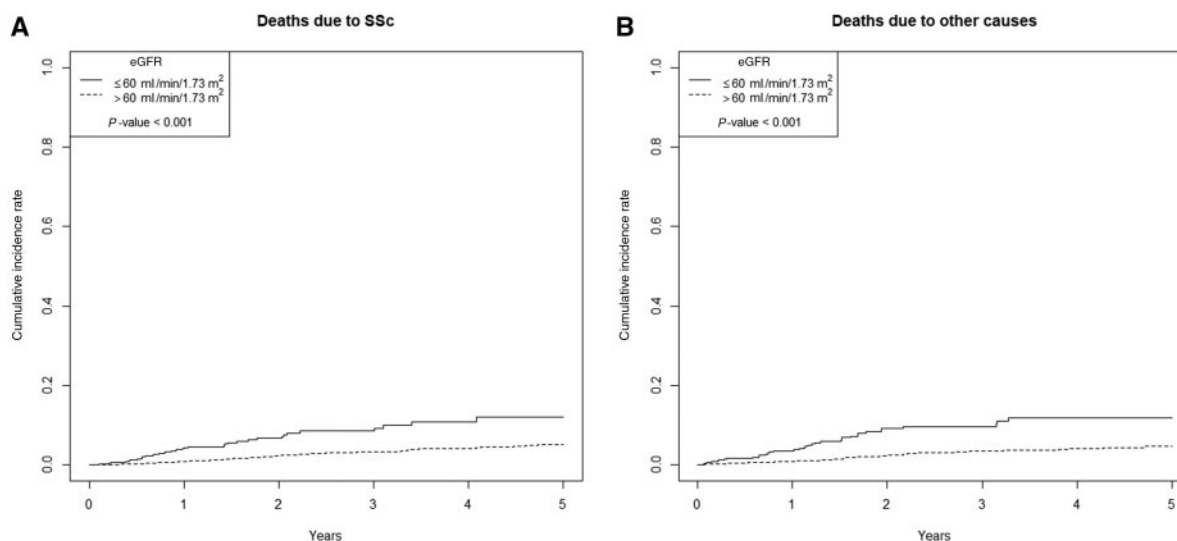 A
Deaths due to SSc
eGFR
≤60 ml/min/1.73 m²
>60 ml/min/1.73 m²
P-value < 0.001
1.0
0.8
0.6
0.4
0.2
0.0
Cumulative incidence rate
0 1 2 3 4 5
Years
B
Deaths due to other causes
eGFR
≤60 ml/min/1.73 m²
>60 ml/min/1.73 m²
P-value < 0.001
1.0
0.8
0.6
0.4
0.2
0.0
Cumulative incidence rate
0 1 2 3 4 5
Years